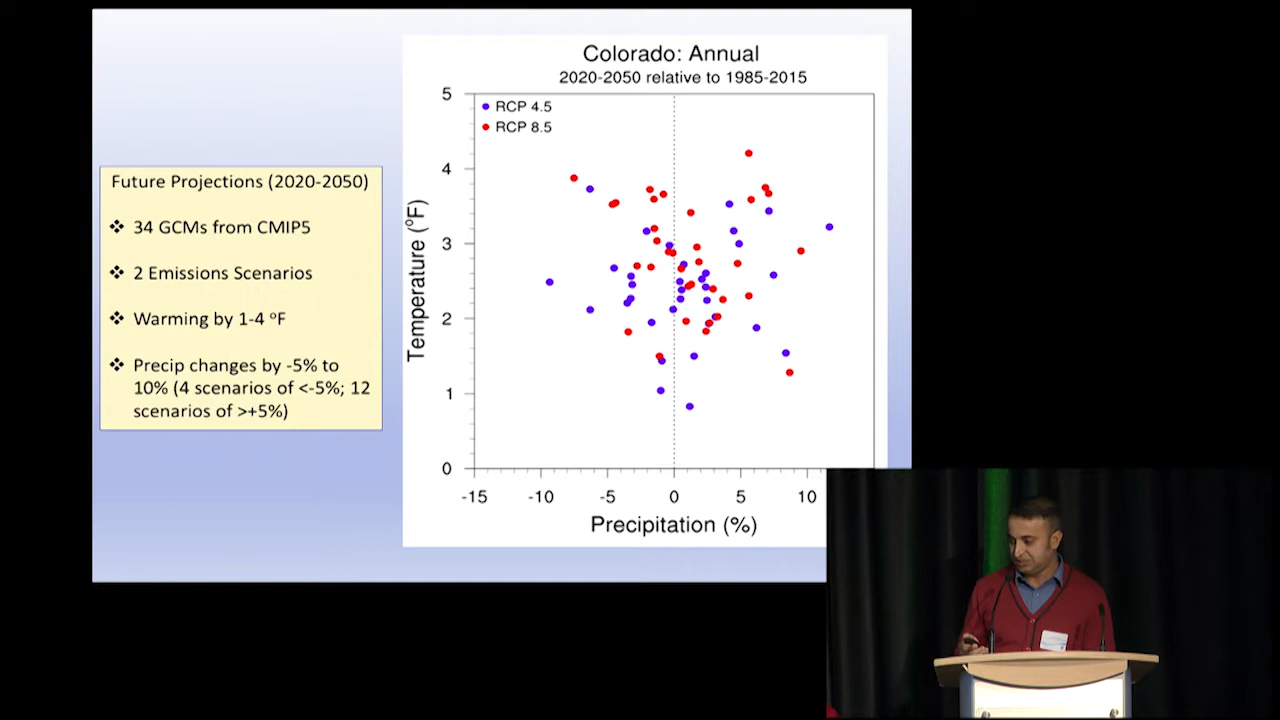 Colorado: Annual
2020-2050 relative to 1985-2015
5
RCP 4.5
RCP 8.5
4
3
2
1
0
Temperature (⁰F)
-15 -10 -5 0 5 10
Precipitation (%)
Future Projections (2020-2050)
❖ 34 GCMs from CMIP5
❖ 2 Emissions Scenarios
❖ Warming by 1-4 ⁰F
❖ Precip changes by -5% to
10% (4 scenarios of <-5%; 12
scenarios of >+5%)